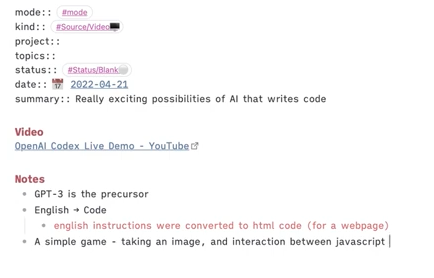 mode:: #mode
kind:: #Source/Video🖥️
project::
topics::
status:: #Status/Blank
date:: 📅 2022-04-21
summary:: Really exciting possibilities of AI that writes code
Video
OpenAI Codex Live Demo - YouTube
Notes
• GPT-3 is the precursor
• English → Code
• english instructions were converted to html code (for a webpage)
• A simple game - taking an image, and interaction between javascript